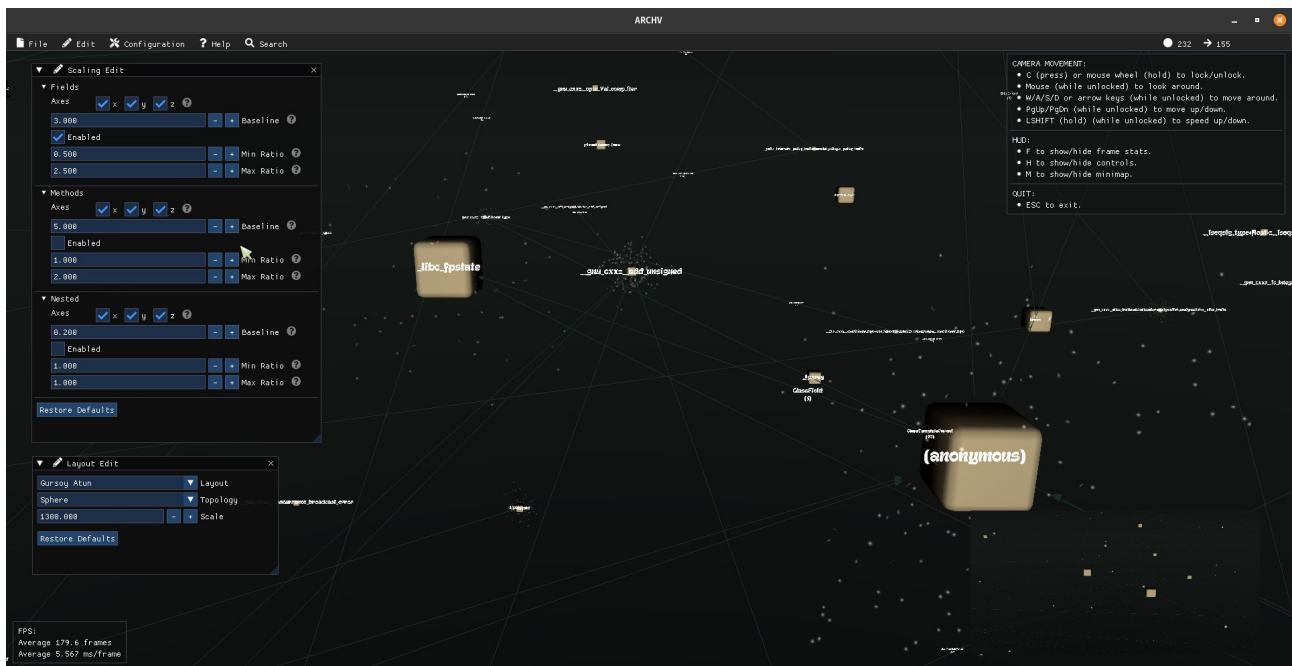 ARCHV
File Edit Configuration ? Help Search
232 → 155
Scaling Edit
Fields
Axes x y z
3.000 - + Baseline
Enabled
0.500 - + Min Ratio
2.500 - + Max Ratio
Methods
Axes x y z
5.000 - + Baseline
Enabled
1.000 - + Min Ratio
2.000 - + Max Ratio
Nested
Axes x y z
0.200 - + Baseline
Enabled
1.000 - + Min Ratio
1.000 - + Max Ratio
Restore Defaults
Layout Edit
Gursoy Atun Layout
Sphere Topology
1300.000 - + Scale
Restore Defaults
FPS:
Average 179.6 frames
Average 5.567 ms/frame
_libc_fpstate
__gnu_cxx::__add_unsigned
ClassField
(5)
(anonymous)
CAMERA MOVEMENT:
• C (press) or mouse wheel (hold) to lock/unlock.
• Mouse (while unlocked) to look around.
• W/A/S/D or arrow keys (while unlocked) to move around.
• PgUp/PgDn (while unlocked) to move up/down.
• LSHIFT (hold) (while unlocked) to speed up/down.
HUD:
• F to show/hide frame stats.
• H to show/hide controls.
• M to show/hide minimap.
QUIT:
• ESC to exit.